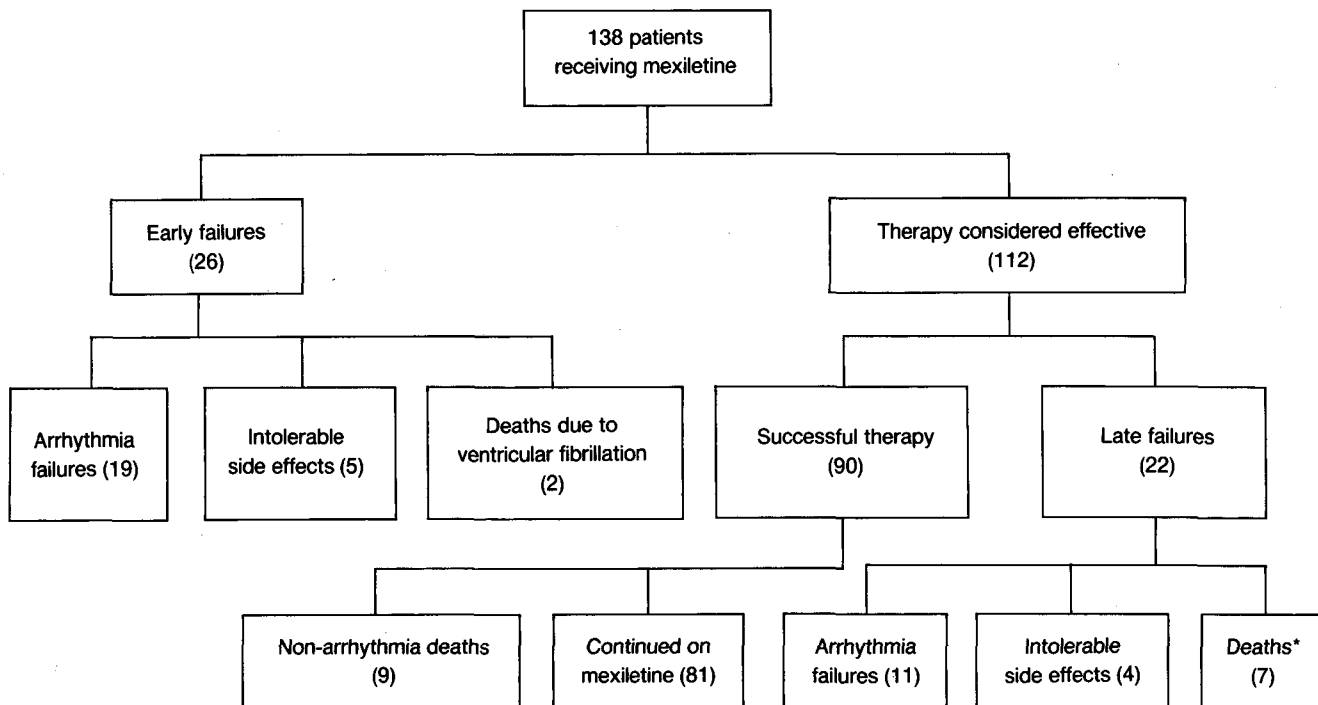 138 patients
receiving mexiletine
Early failures
(26)
Therapy considered effective
(112)
Arrhythmia
failures (19)
Intolerable
side effects (5)
Deaths due to
ventricular fibrillation
(2)
Successful therapy
(90)
Late failures
(22)
Non-arrhythmia deaths
(9)
Continued on
mexiletine (81)
Arrhythmia
failures (11)
Intolerable
side effects (4)
Deaths*
(7)